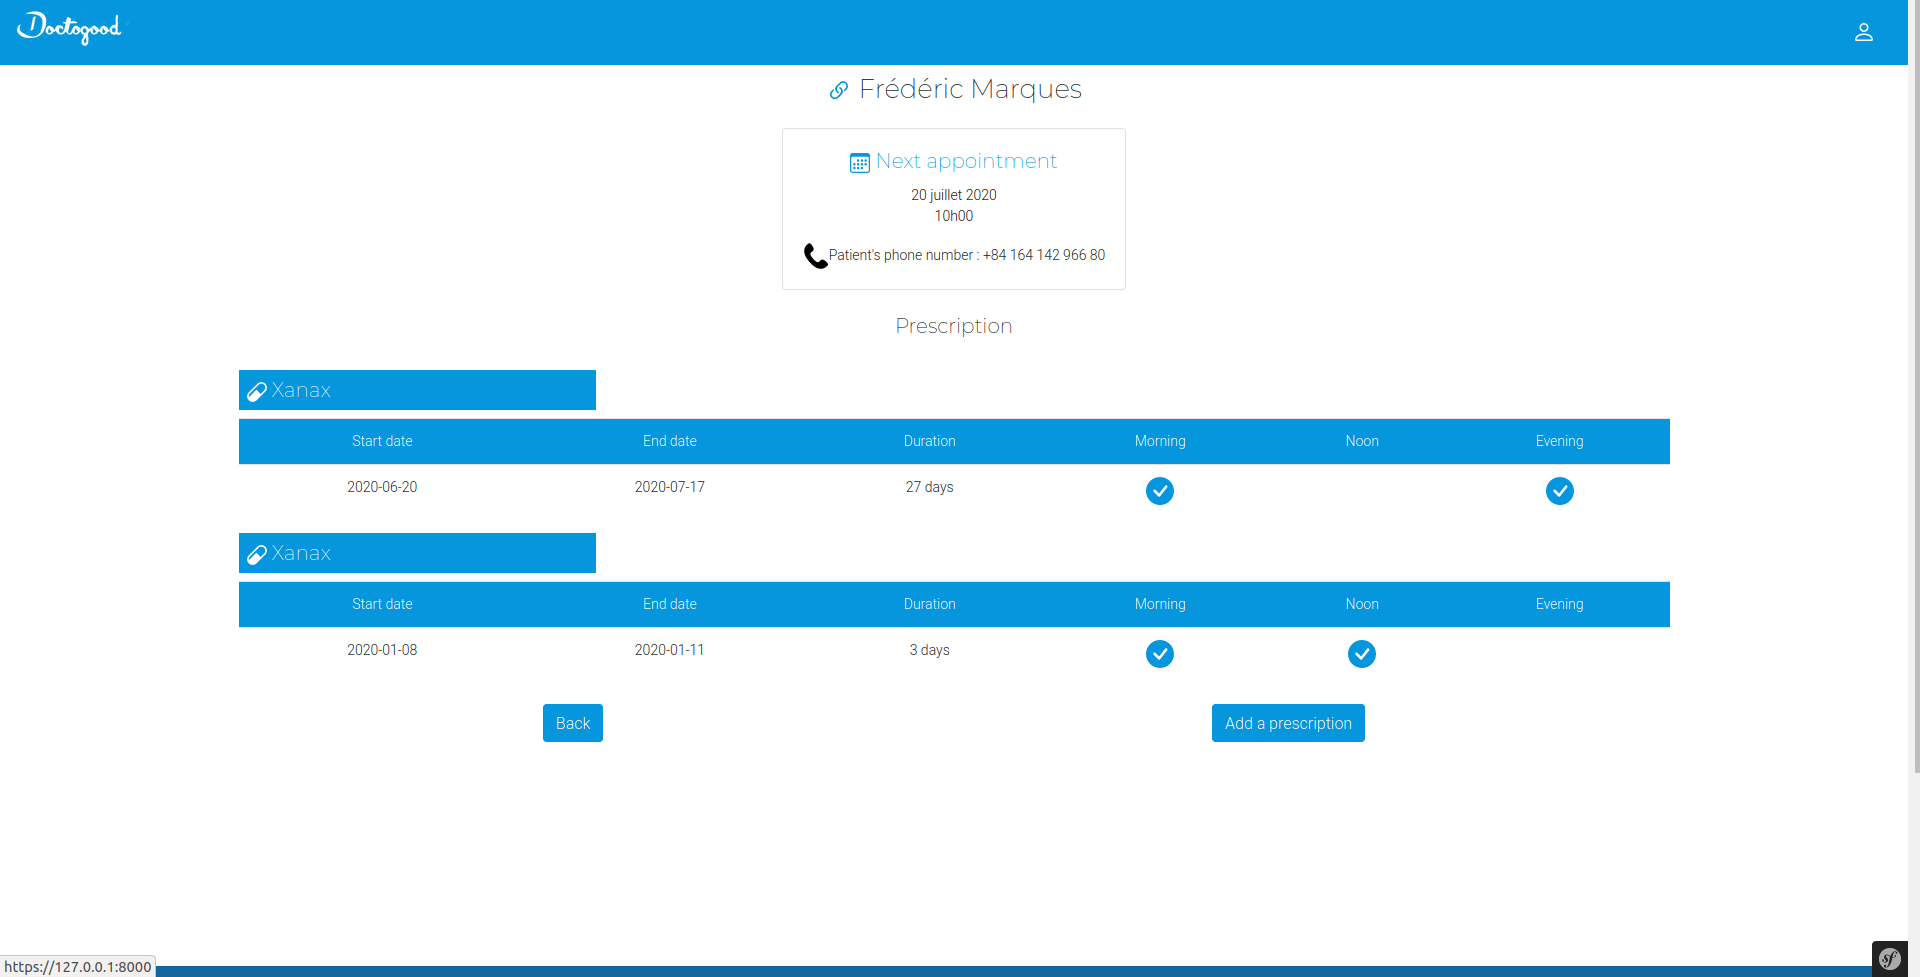 Doctogood
Frédéric Marques
Next appointment
20 juillet 2020
10h00
Patient's phone number : +84 164 142 966 80
Prescription
Xanax
Start date End date Duration Morning Noon Evening
2020-06-20 2020-07-17 27 days
Xanax
Start date End date Duration Morning Noon Evening
2020-01-08 2020-01-11 3 days
Back Add a prescription
https://127.0.0.1:8000
sf